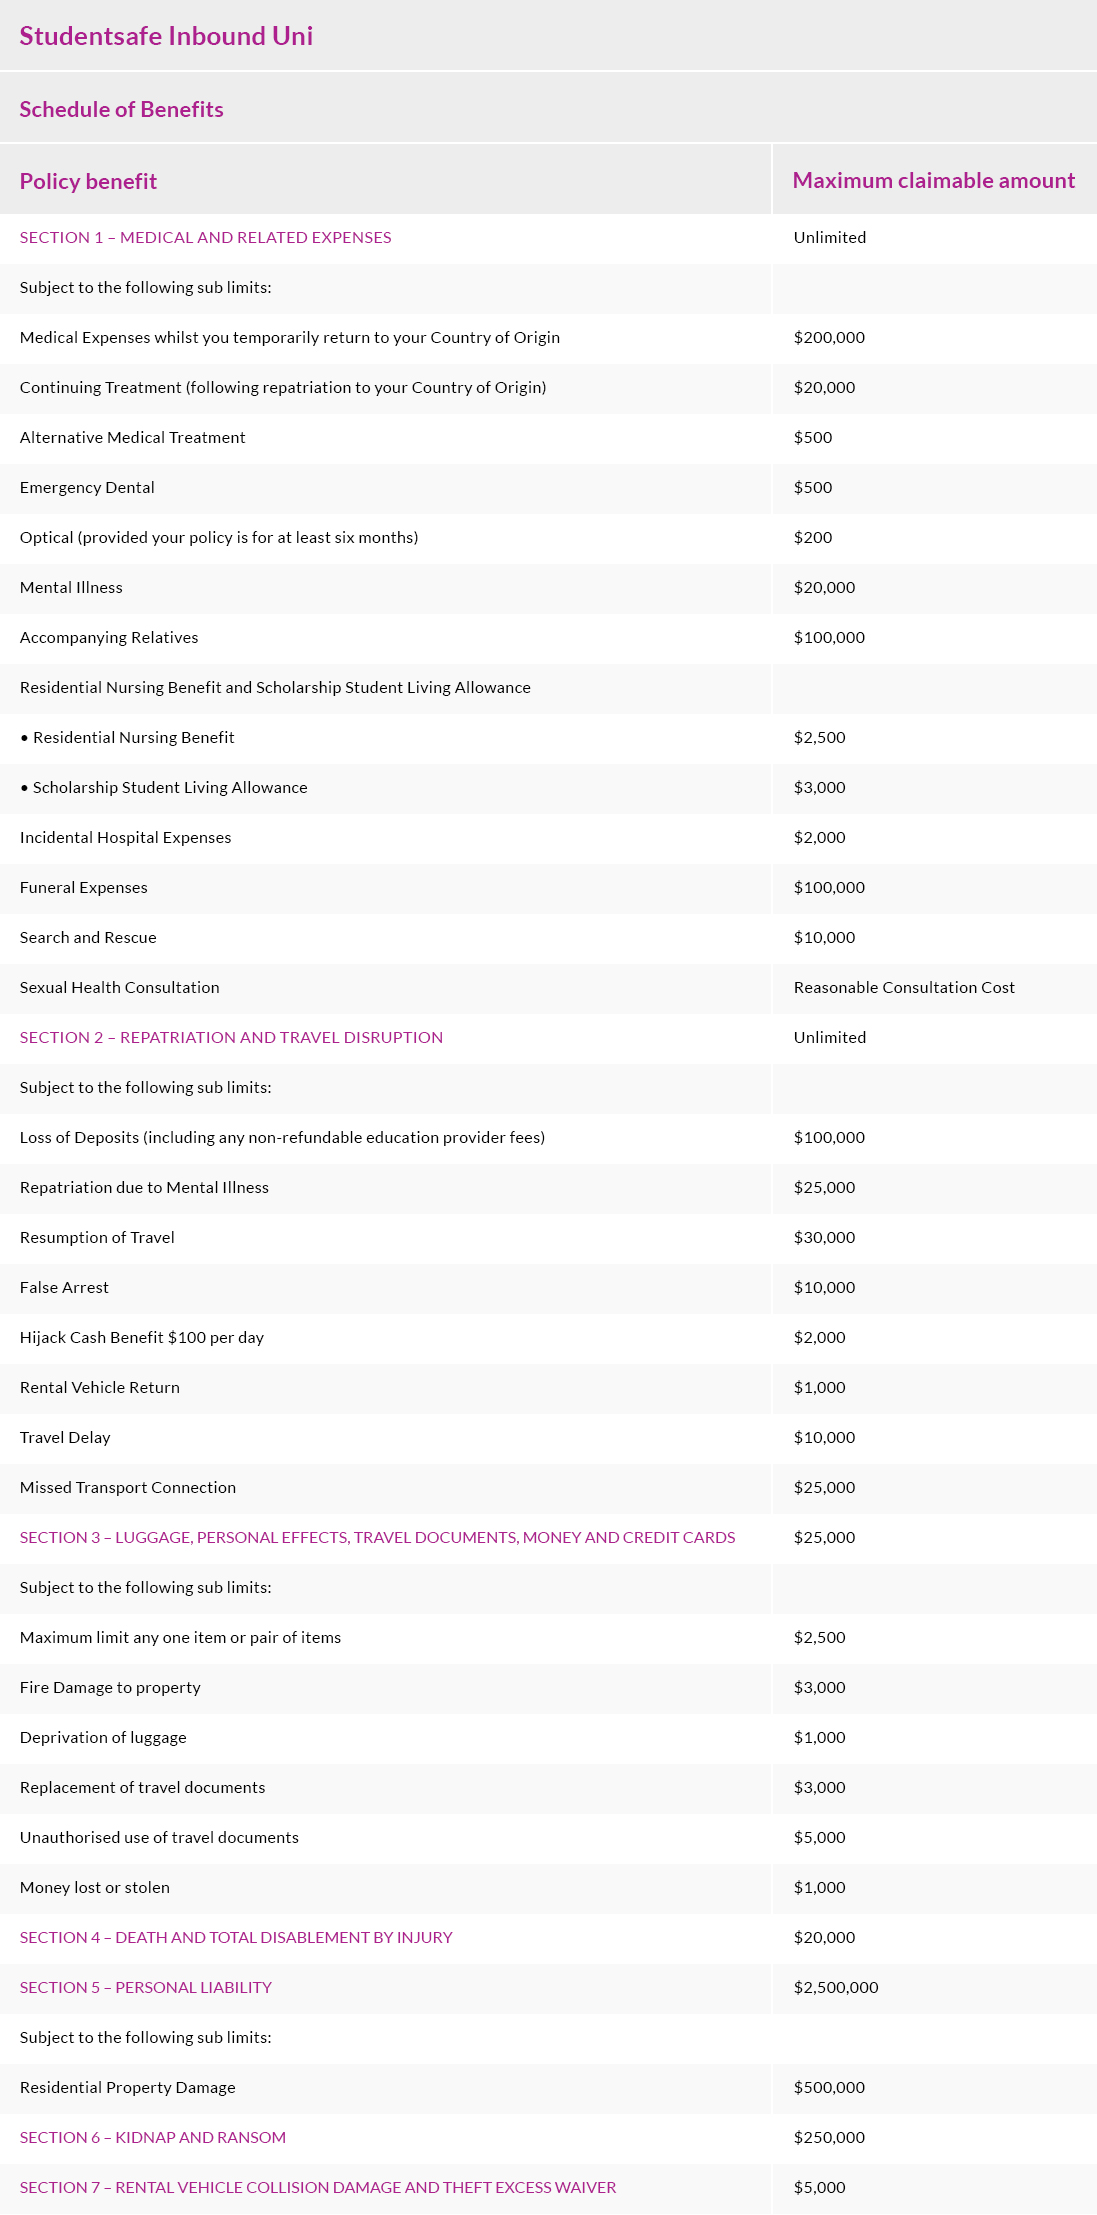 Studentsafe Inbound Uni
Schedule of Benefits
Policy benefit Maximum claimable amount
SECTION 1 – MEDICAL AND RELATED EXPENSES Unlimited
Subject to the following sub limits:
Medical Expenses whilst you temporarily return to your Country of Origin $200,000
Continuing Treatment (following repatriation to your Country of Origin) $20,000
Alternative Medical Treatment $500
Emergency Dental $500
Optical (provided your policy is for at least six months) $200
Mental Illness $20,000
Accompanying Relatives $100,000
Residential Nursing Benefit and Scholarship Student Living Allowance
• Residential Nursing Benefit $2,500
• Scholarship Student Living Allowance $3,000
Incidental Hospital Expenses $2,000
Funeral Expenses $100,000
Search and Rescue $10,000
Sexual Health Consultation Reasonable Consultation Cost
SECTION 2 – REPATRIATION AND TRAVEL DISRUPTION Unlimited
Subject to the following sub limits:
Loss of Deposits (including any non-refundable education provider fees) $100,000
Repatriation due to Mental Illness $25,000
Resumption of Travel $30,000
False Arrest $10,000
Hijack Cash Benefit $100 per day $2,000
Rental Vehicle Return $1,000
Travel Delay $10,000
Missed Transport Connection $25,000
SECTION 3 – LUGGAGE, PERSONAL EFFECTS, TRAVEL DOCUMENTS, MONEY AND CREDIT CARDS $25,000
Subject to the following sub limits:
Maximum limit any one item or pair of items $2,500
Fire Damage to property $3,000
Deprivation of luggage $1,000
Replacement of travel documents $3,000
Unauthorised use of travel documents $5,000
Money lost or stolen $1,000
SECTION 4 – DEATH AND TOTAL DISABLEMENT BY INJURY $20,000
SECTION 5 – PERSONAL LIABILITY $2,500,000
Subject to the following sub limits:
Residential Property Damage $500,000
SECTION 6 – KIDNAP AND RANSOM $250,000
SECTION 7 – RENTAL VEHICLE COLLISION DAMAGE AND THEFT EXCESS WAIVER $5,000